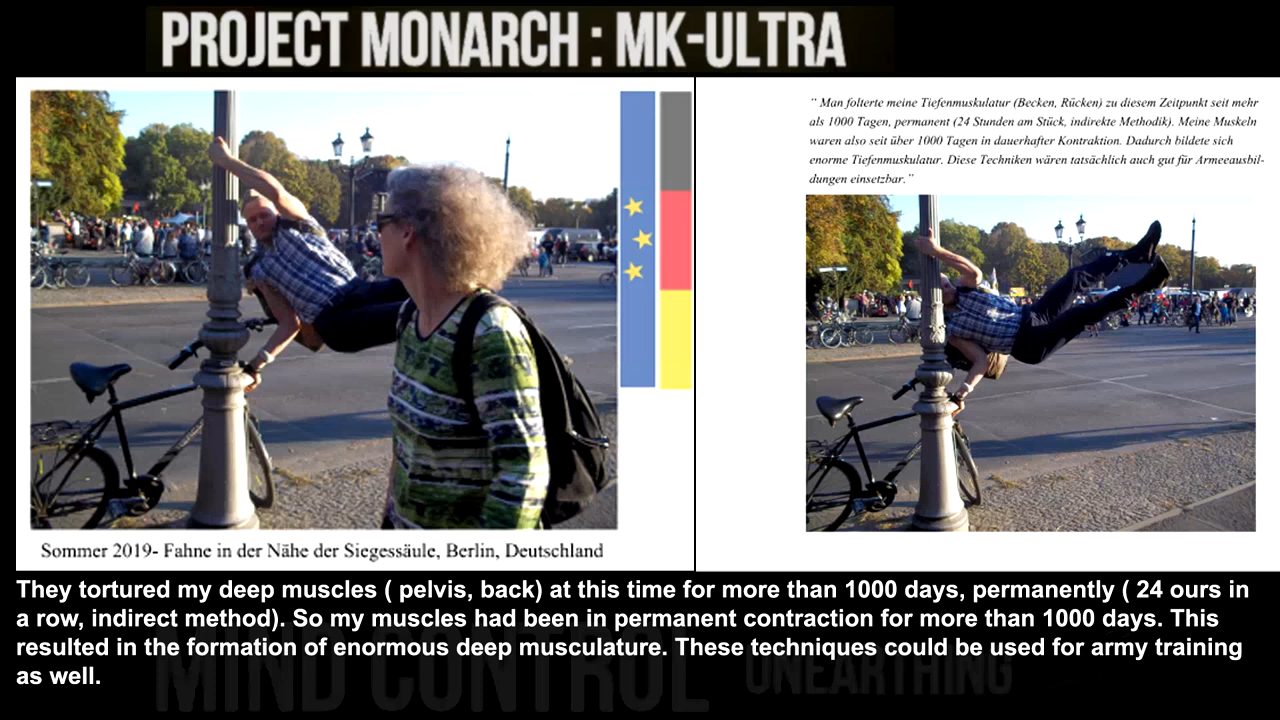 PROJECT MONARCH : MK-ULTRA
“ Man folterte meine Tiefenmuskulatur (Becken, Rücken) zu diesem Zeitpunkt seit mehr
als 1000 Tagen, permanent (24 Stunden am Stück, indirekte Methodik). Meine Muskeln
waren also seit über 1000 Tagen in dauerhafter Kontraktion. Dadurch bildete sich
enorme Tiefenmuskulatur. Diese Techniken wären tatsächlich auch gut für Armeeausbil-
dungen einsetzbar.”
Sommer 2019- Fahne in der Nähe der Siegessäule, Berlin, Deutschland
They tortured my deep muscles ( pelvis, back) at this time for more than 1000 days, permanently ( 24 ours in
a row, indirect method). So my muscles had been in permanent contraction for more than 1000 days. This
resulted in the formation of enormous deep musculature. These techniques could be used for army training
as well.
MIND CONTROL UNEARTHING